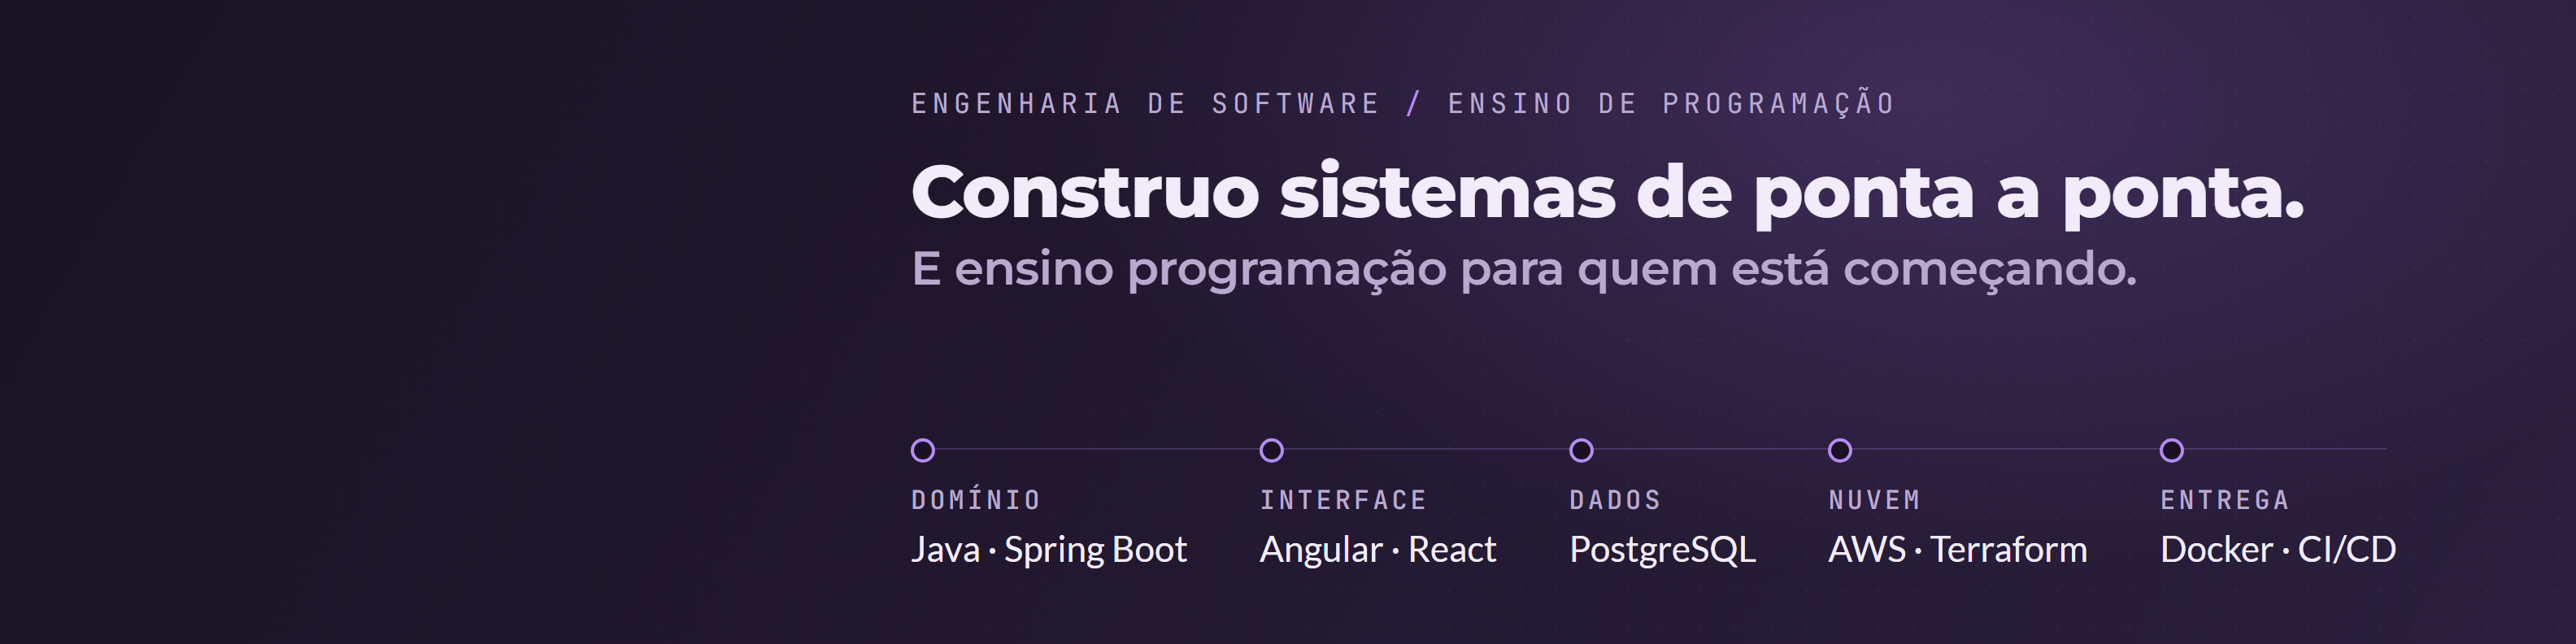 ENGENHARIA DE SOFTWARE / ENSINO DE PROGRAMAÇÃO
Construo sistemas de ponta a ponta.
E ensino programação para quem está começando.
DOMÍNIO
Java · Spring Boot
INTERFACE
Angular · React
DADOS
PostgreSQL
NUVEM
AWS · Terraform
ENTREGA
Docker · CI/CD